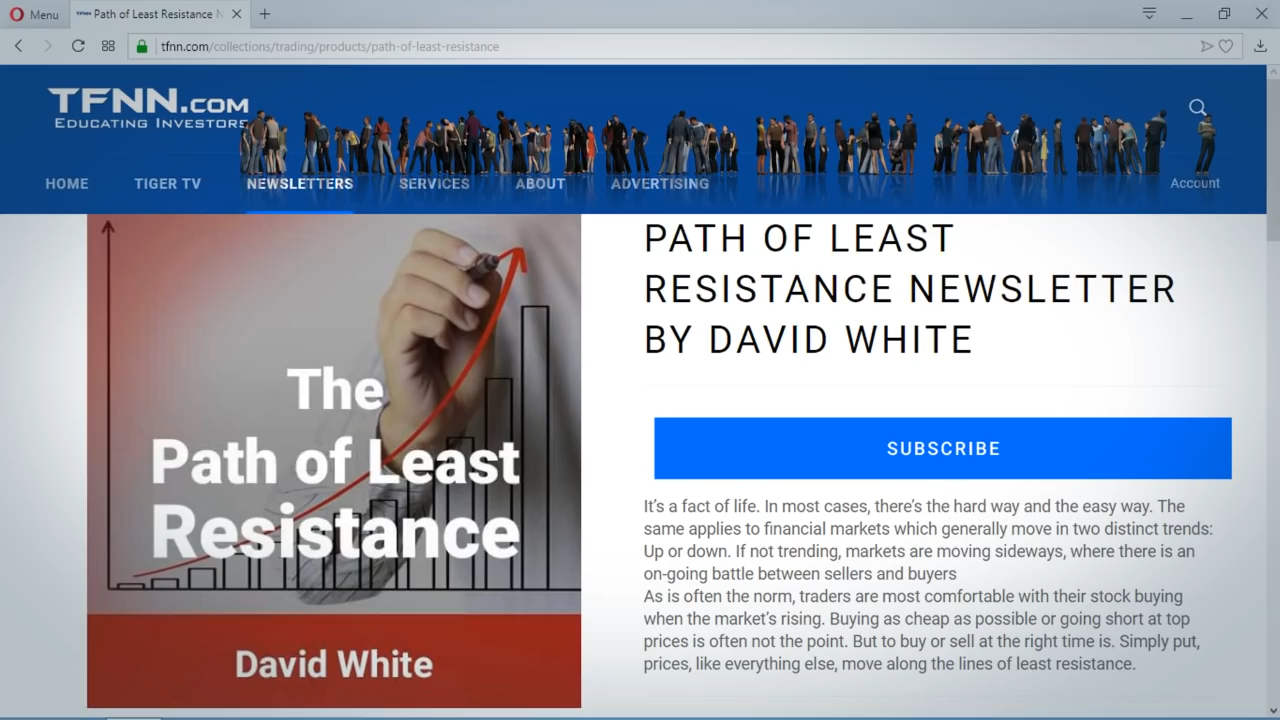 Menu
Path of Least Resistance N
tfnn.com/collections/trading/products/path-of-least-resistance
TFNN.COM
EDUCATING INVESTORS
HOME TIGER TV NEWSLETTERS SERVICES ABOUT ADVERTISING Account
The
Path of Least
Resistance
David White
PATH OF LEAST
RESISTANCE NEWSLETTER
BY DAVID WHITE
SUBSCRIBE
It’s a fact of life. In most cases, there’s the hard way and the easy way. The
same applies to financial markets which generally move in two distinct trends:
Up or down. If not trending, markets are moving sideways, where there is an
on-going battle between sellers and buyers
As is often the norm, traders are most comfortable with their stock buying
when the market’s rising. Buying as cheap as possible or going short at top
prices is often not the point. But to buy or sell at the right time is. Simply put,
prices, like everything else, move along the lines of least resistance.